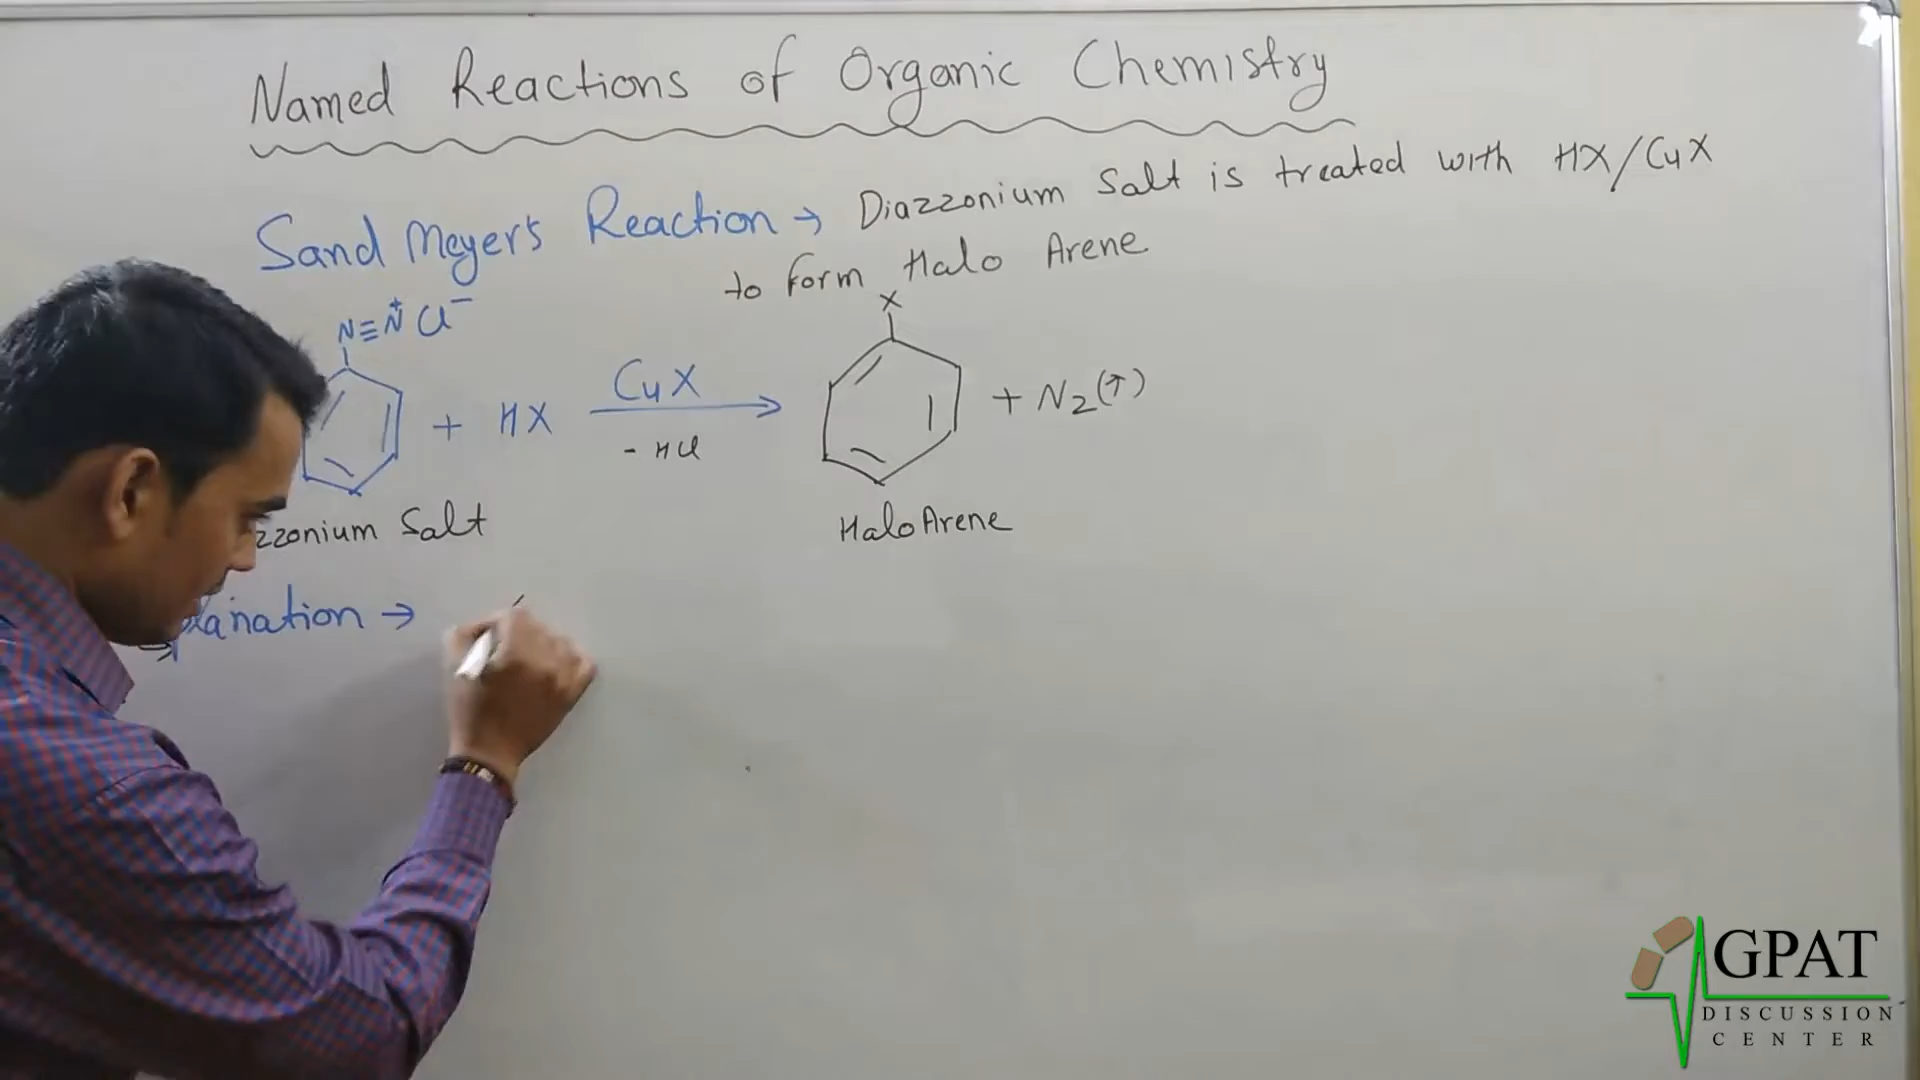 Named Reactions of Organic Chemistry
Sand Meyer's Reaction → Diazzonium Salt is treated with HX/CuX
to form Halo Arene
N≡N⁺ Cl⁻
X
+ HX
CuX
- HCl
+ N₂(↑)
zzonium Salt
Halo Arene
lanation →
GPAT
DISCUSSION
CENTER